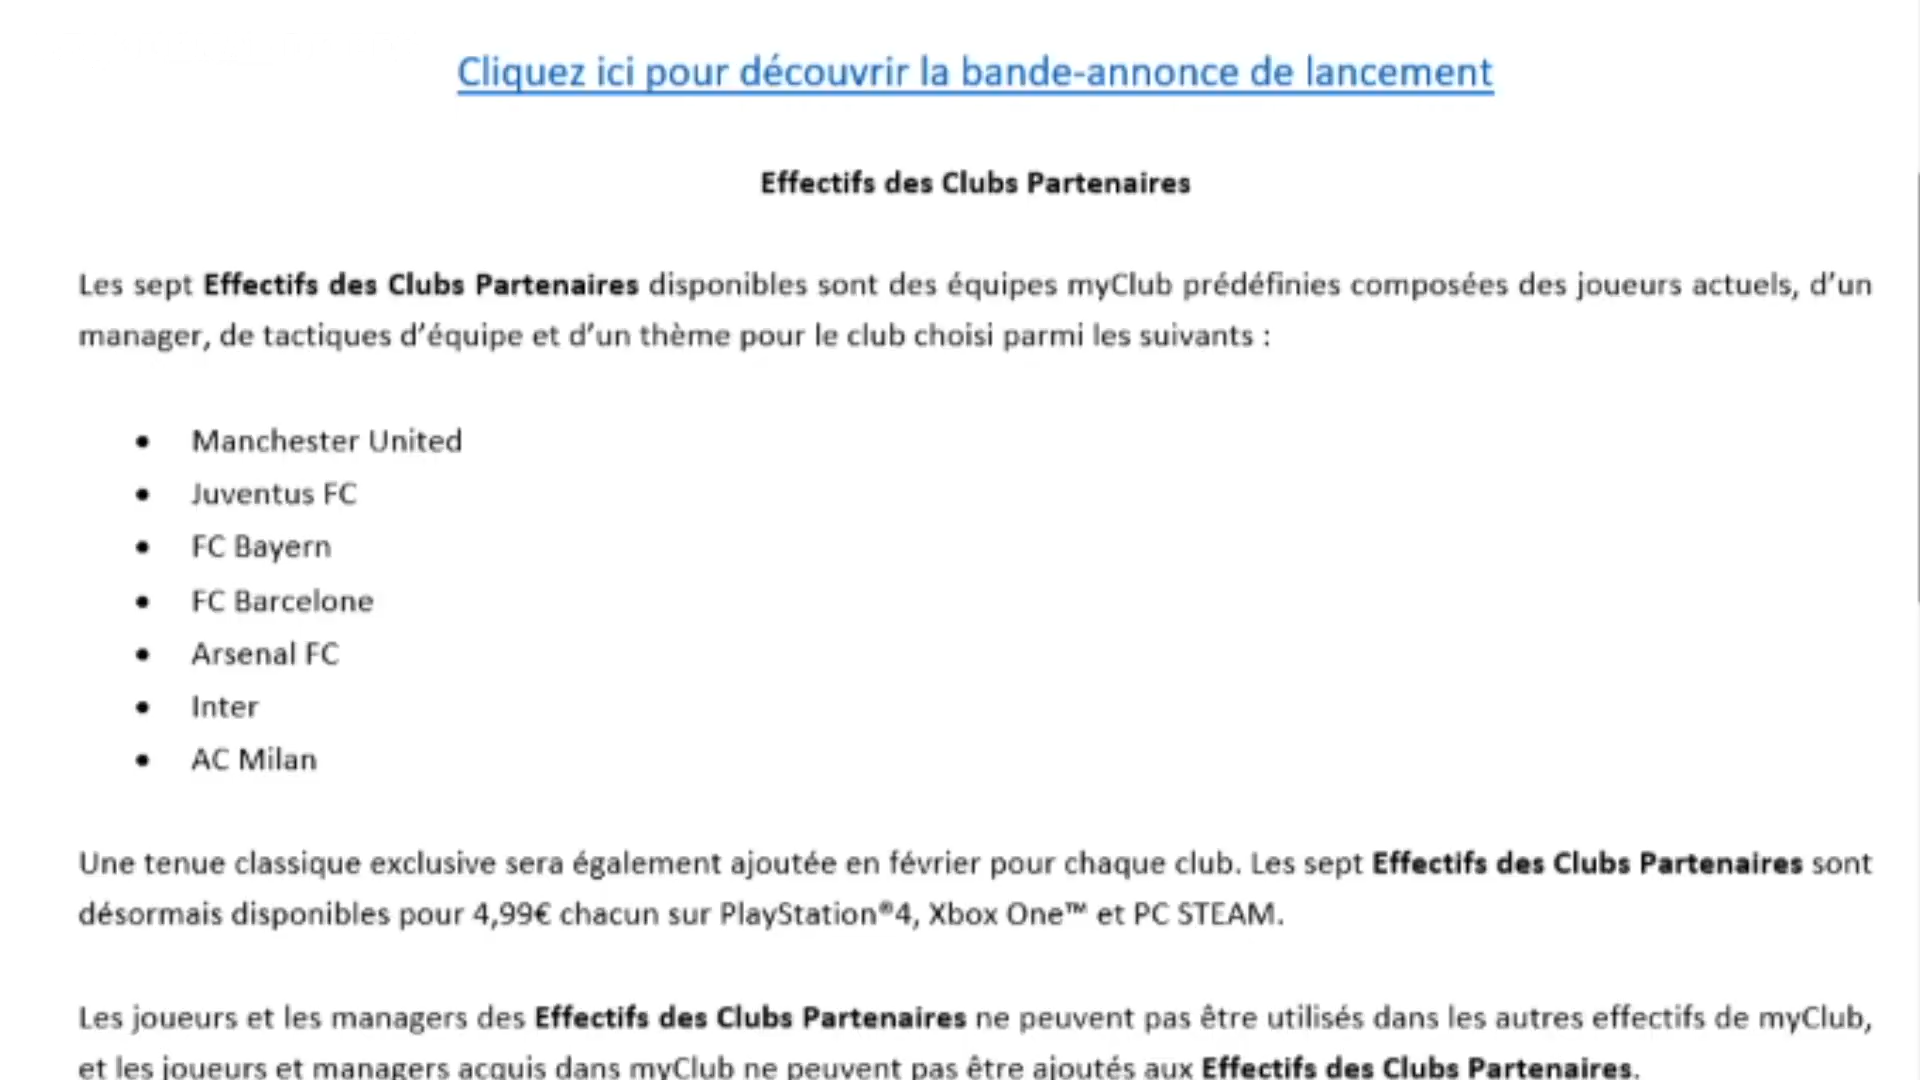 Cliquez ici pour découvrir la bande-annonce de lancement
Effectifs des Clubs Partenaires
Les sept Effectifs des Clubs Partenaires disponibles sont des équipes myClub prédéfinies composées des joueurs actuels, d’un
manager, de tactiques d’équipe et d’un thème pour le club choisi parmi les suivants :
• Manchester United
• Juventus FC
• FC Bayern
• FC Barcelone
• Arsenal FC
• Inter
• AC Milan
Une tenue classique exclusive sera également ajoutée en février pour chaque club. Les sept Effectifs des Clubs Partenaires sont
désormais disponibles pour 4,99€ chacun sur PlayStation®4, Xbox One™ et PC STEAM.
Les joueurs et les managers des Effectifs des Clubs Partenaires ne peuvent pas être utilisés dans les autres effectifs de myClub,
et les joueurs et managers acquis dans myClub ne peuvent pas être ajoutés aux Effectifs des Clubs Partenaires.